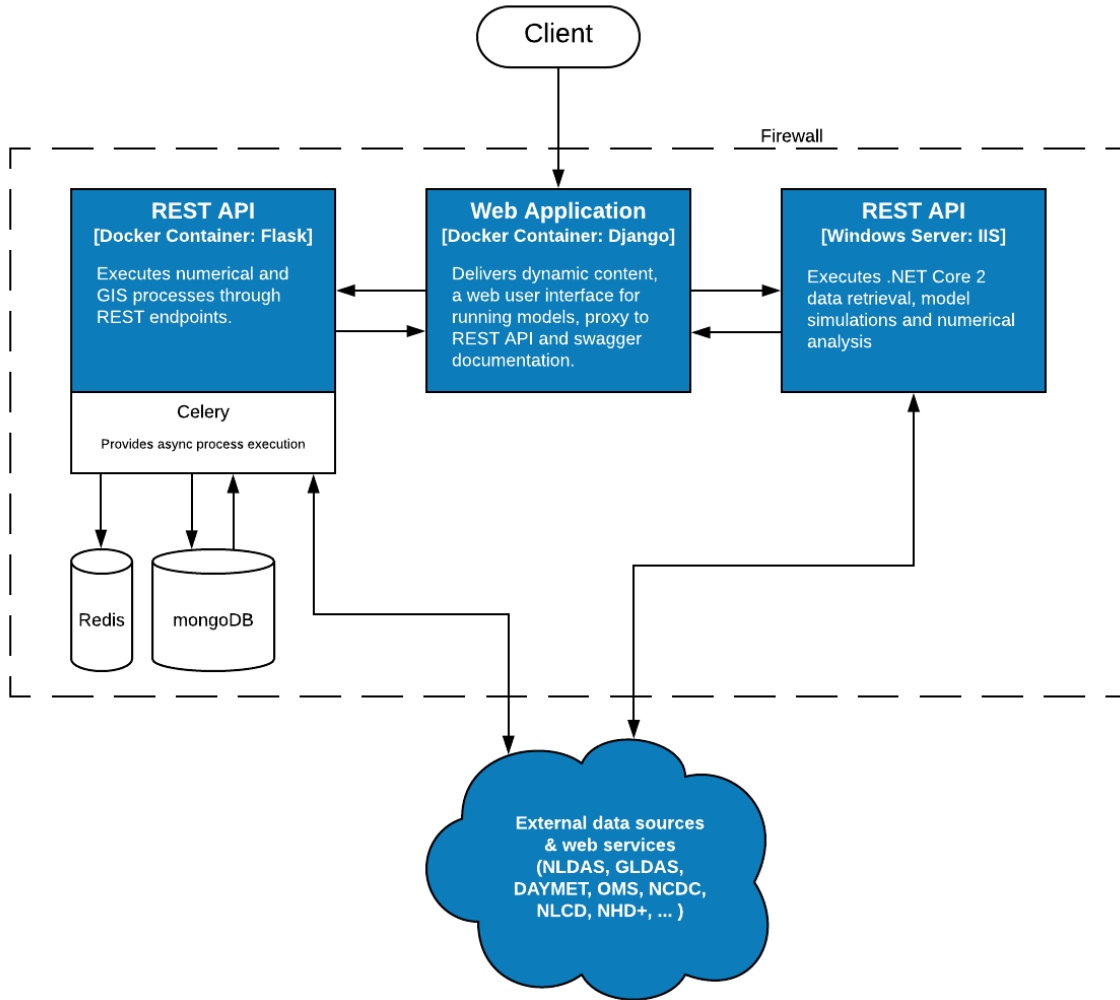 Client
Firewall
REST API
[Docker Container: Flask]
Executes numerical and
GIS processes through
REST endpoints.
Web Application
[Docker Container: Django]
Delivers dynamic content,
a web user interface for
running models, proxy to
REST API and swagger
documentation.
REST API
[Windows Server: IIS]
Executes .NET Core 2
data retrieval, model
simulations and numerical
analysis
Celery
Provides async process execution
Redis
mongoDB
External data sources
& web services
(NLDAS, GLDAS,
DAYMET, OMS, NCDC,
NLCD, NHD+, ... )